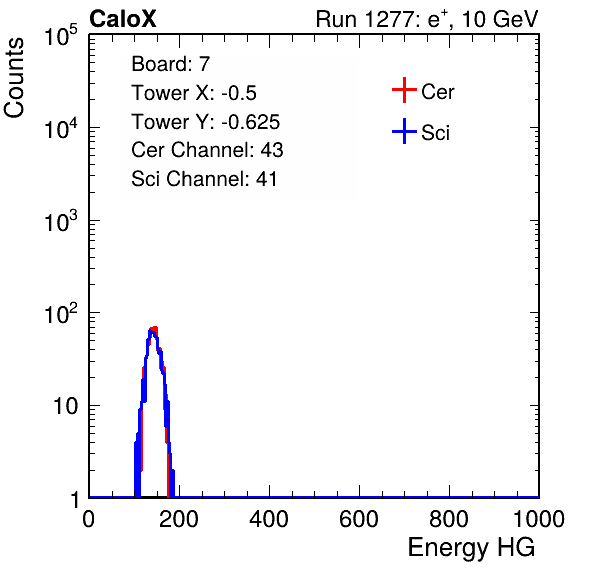 CaloX Run 1277: e⁺, 10 GeV
Counts
10⁵
10⁴
10³
10²
10
1
Board: 7
Tower X: -0.5
Tower Y: -0.625
Cer Channel: 43
Sci Channel: 41
Cer
Sci
0 200 400 600 800 1000
Energy HG